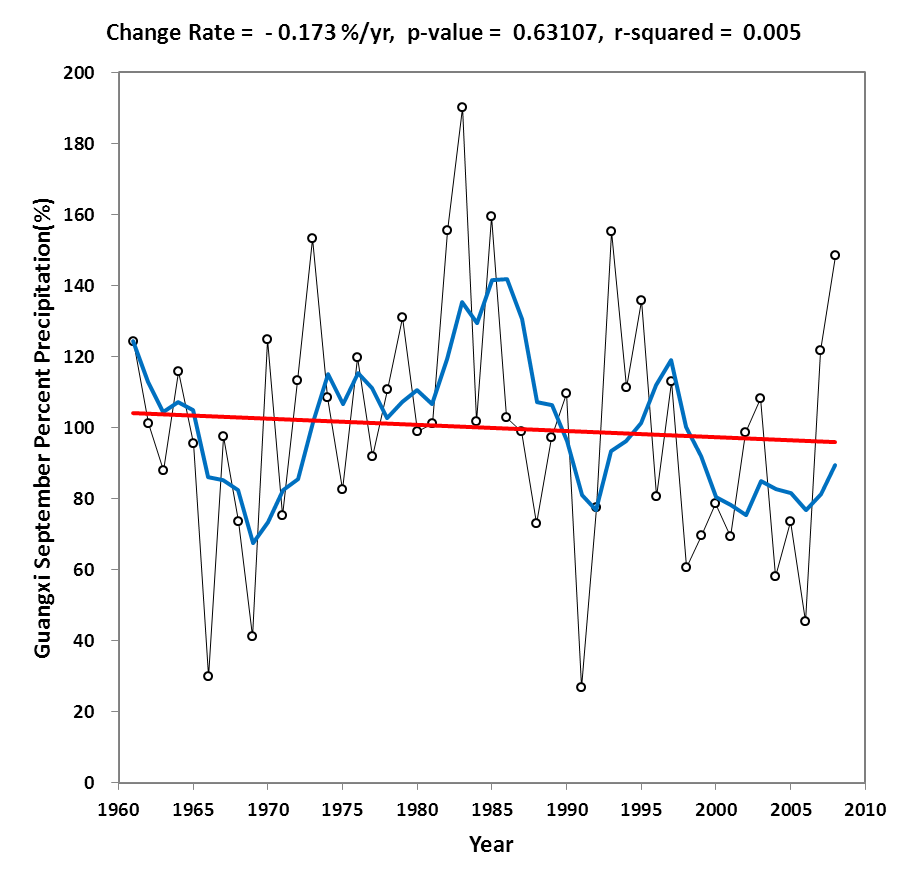 Change Rate = - 0.173 %/yr, p-value = 0.63107, r-squared = 0.005
200
180
160
140
120
100
80
60
40
20
0
Guangxi September Percent Precipitation(%)
1960 1965 1970 1975 1980 1985 1990 1995 2000 2005 2010
Year